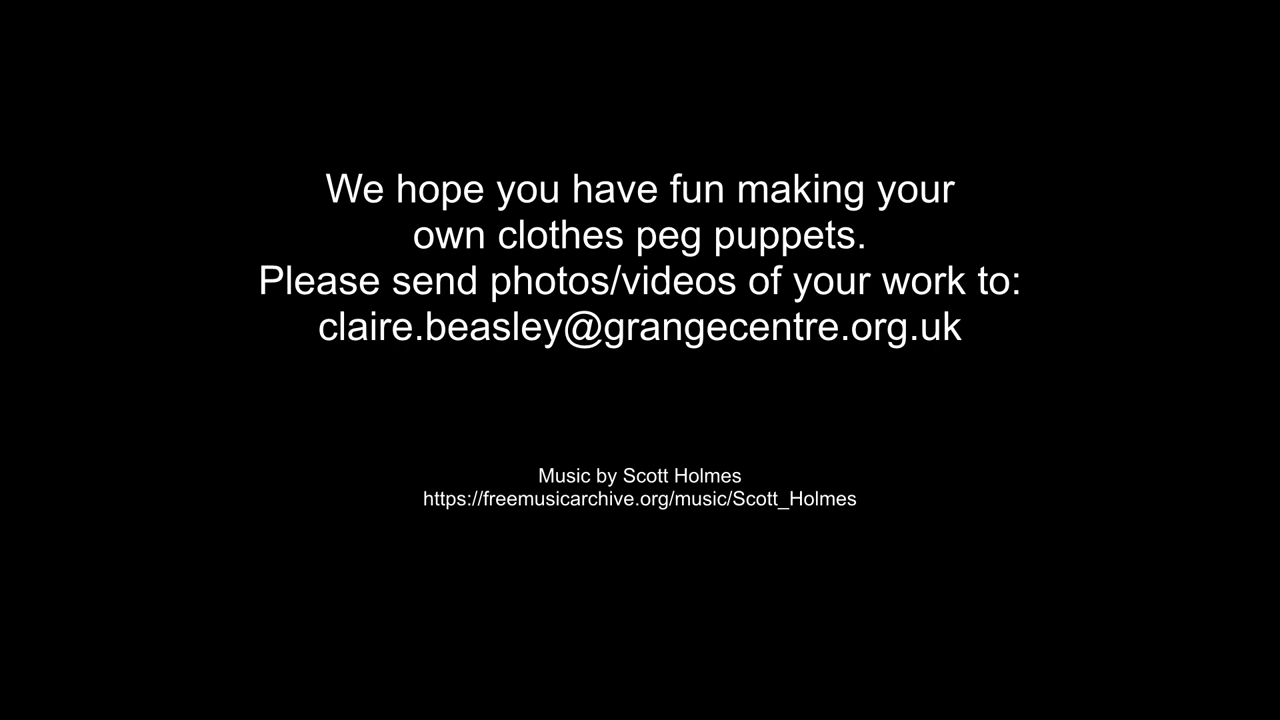 We hope you have fun making your
own clothes peg puppets.
Please send photos/videos of your work to:
claire.beasley@grangecentre.org.uk
Music by Scott Holmes
https://freemusicarchive.org/music/Scott_Holmes